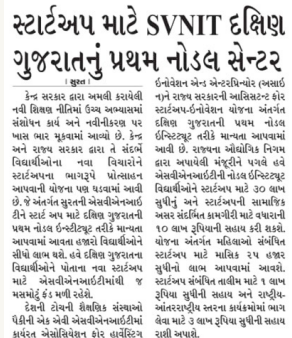 સ્ટાર્ટઅપ માટે SVNIT દક્ષિણ
ગુજરાતનું પ્રથમ નોડલ સેન્ટર
। સુરત ।
કેન્દ્ર સરકાર દ્વારા અમલી કરાયેલી
નવી શિક્ષણ નીતિમાં ઉચ્ચ અભ્યાસમાં
સંશોધન કાર્ય અને નવીનીકરણ પર
ખાસ ભાર મૂકવામાં આવ્યો છે. કેન્દ્ર
અને રાજ્ય સરકાર દ્વારા તે સંદર્ભે
વિદ્યાર્થીઓના નવા વિચારોને
સ્ટાર્ટઅપના ભાગરૂપે પ્રોત્સાહન
આપવાની યોજના પણ ઘડવામાં આવી
છે. જે અંતર્ગત સુરતની એસવીએનઆઈ
ટીને સ્ટાર્ટ અપ માટે દક્ષિણ ગુજરાતની
પ્રથમ નોડલ ઇન્સ્ટીટ્યૂટ તરીકે માન્યતા
આપવામાં આવતા હજારો વિદ્યાર્થીઓને
સીધો લાભ થશે. હવે દક્ષિણ ગુજરાતના
વિદ્યાર્થીઓને પોતાના નવા સ્ટાર્ટઅપ
માટે એસવીએનઆઈટીમાંથી જ
મસમોટું ફંડ મળી રહેશે.
દેશની ટોચની શૈક્ષણિક સંસ્થાઓ
પૈકીની એક એવી એસવીએનઆઈટીમાં
કાર્યરત એસોસિયેશન ફોર હાર્વેસ્ટિંગ
ઈનોવેશન એન્ડ એન્ટરપ્રિન્યોર (અસાઈ
ન)ને રાજ્ય સરકારની આસિસ્ટન્ટ ફોર
સ્ટાર્ટઅપ-ઈનોવેશન યોજના અંતર્ગત
દક્ષિણ ગુજરાતની પ્રથમ નોડલ
ઇન્સ્ટિટ્યૂટ તરીકે માન્યતા આપવામાં
આવી છે. રાજ્યના ઔદ્યોગિક નિગમ
દ્વારા અપાયેલી મંજૂરીને પગલે હવે
એસવીએનઆઈટીની નોડલ ઇન્સ્ટિટ્યૂટ
વિદ્યાર્થીઓને સ્ટાર્ટઅપ માટે ૩૦ લાખ
સુધીનું અને સ્ટાર્ટઅપની સામાજિક
અસર સંદર્ભિત કામગીરી માટે વધારાની
૧૦ લાખ રૂપિયાની સહાય કરી શકશે.
યોજના અંતર્ગત મહિલાઓ સંબંધિત
સ્ટાર્ટઅપ માટે માસિક ૨૫ હજાર
સુધીનો લાભ આપવામાં આવશે.
સ્ટાર્ટઅપ સંબંધિત તાલીમ માટે ૧ લાખ
રૂપિયા સુધીની સહાય અને રાષ્ટ્રીય-
આંતરરાષ્ટ્રીય સ્તરના કાર્યક્રમોમાં ભાગ
લેવા માટે ૩ લાખ રૂપિયા સુધીની સહાય
રાશી અપાશે.